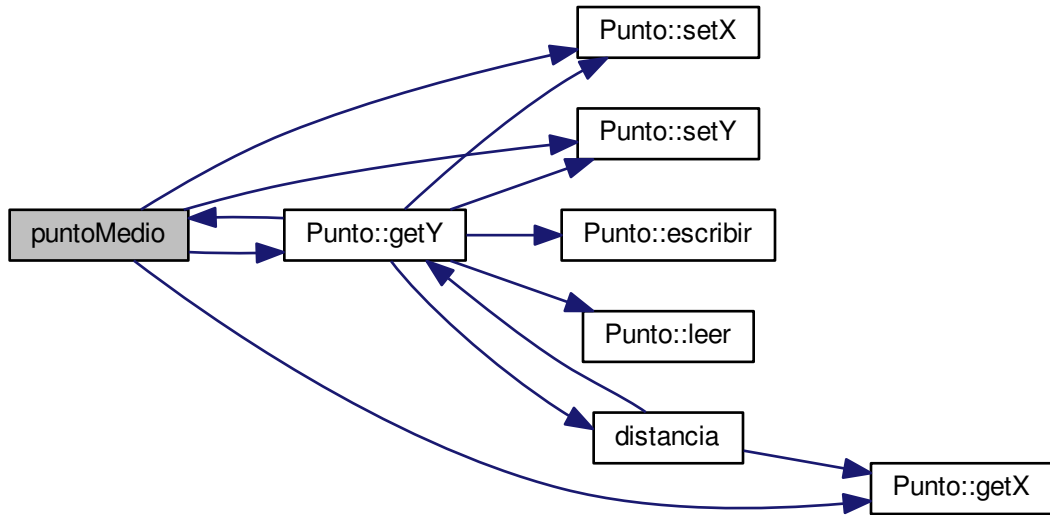 Punto::setX
Punto::setY
puntoMedio
Punto::getY
Punto::escribir
Punto::leer
distancia
Punto::getX